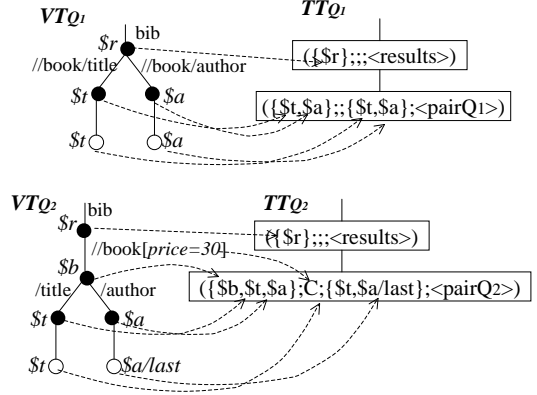 VTQ1 TTQ1
bib
$r ({$r};;;<results>)
//book/title //book/author
$t $a ({$t,$a};;{$t,$a};<pairQ1>)
$t $a
VTQ2 TTQ2
bib
$r ({$r};;;<results>)
//book[price=30]
$b ({$b,$t,$a};C;{$t,$a/last};<pairQ2>)
/title /author
$t $a
$t $a/last